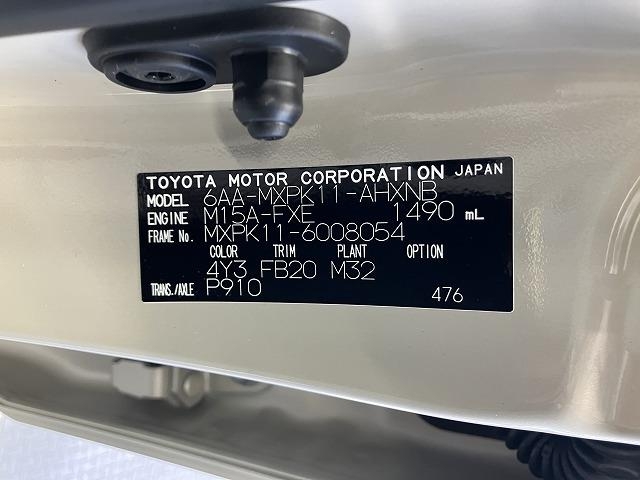 TOYOTA MOTOR CORPORATION JAPAN
MODEL 6AA-MXPK11-AHXNB
ENGINE M15A-FXE 1490 mL
FRAME No. MXPK11-6008054
COLOR TRIM PLANT OPTION
4Y3 FB20 M32
TRANS./AXLE P910 476